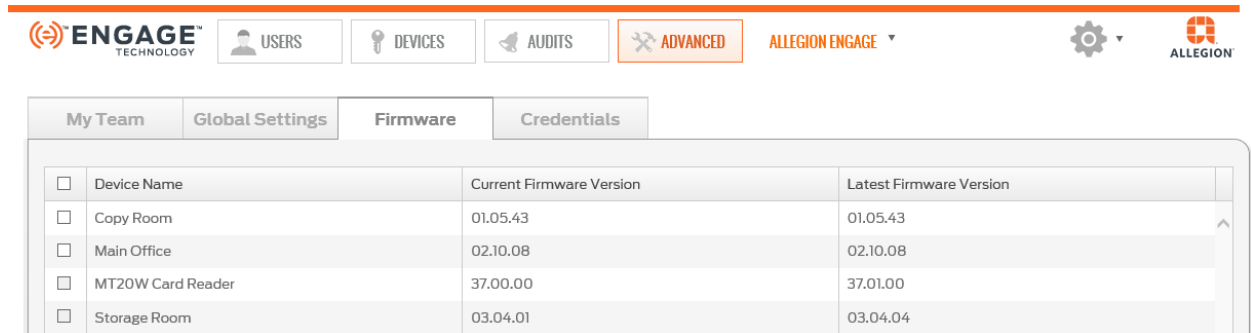 ENGAGE™ USERS DEVICES AUDITS ADVANCED ALLEGION ENGAGE
TECHNOLOGY ALLEGION
My Team Global Settings Firmware Credentials
Device Name Current Firmware Version Latest Firmware Version
Copy Room 01.05.43 01.05.43
Main Office 02.10.08 02.10.08
MT20W Card Reader 37.00.00 37.01.00
Storage Room 03.04.01 03.04.04